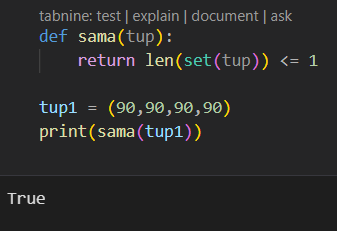 tabnine: test | explain | document | ask
def sama(tup):
    return len(set(tup)) <= 1
tup1 = (90,90,90,90)
print(sama(tup1))
True